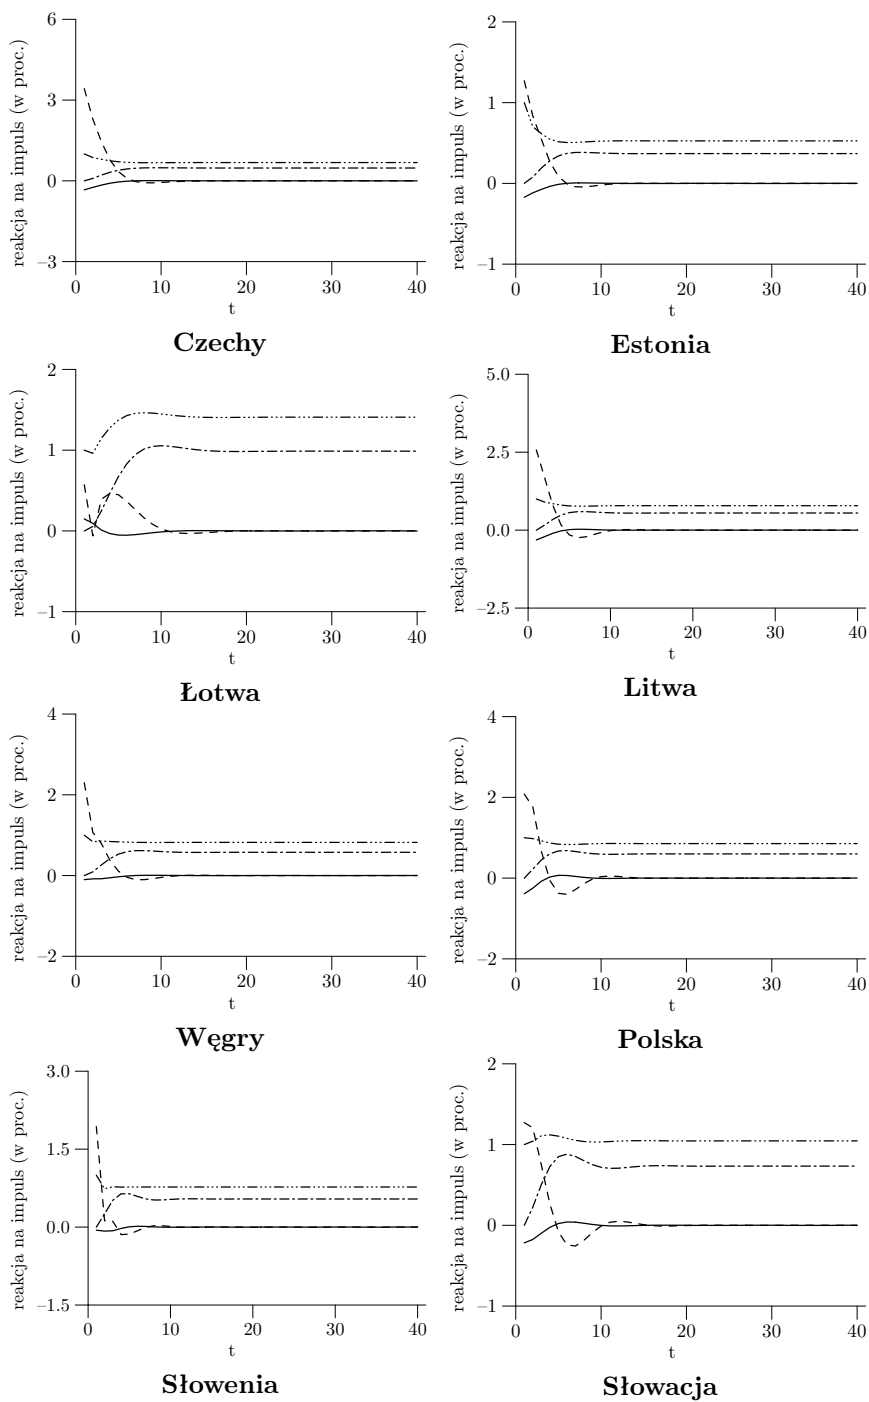 reakcja na impuls (w proc.)
6
3
0
–3
0 10 20 30 40
t
Czechy
reakcja na impuls (w proc.)
2
1
0
–1
0 10 20 30 40
t
Estonia
reakcja na impuls (w proc.)
2
1
0
–1
0 10 20 30 40
t
Łotwa
reakcja na impuls (w proc.)
5.0
2.5
0.0
–2.5
0 10 20 30 40
t
Litwa
reakcja na impuls (w proc.)
4
2
0
–2
0 10 20 30 40
t
Węgry
reakcja na impuls (w proc.)
4
2
0
–2
0 10 20 30 40
t
Polska
reakcja na impuls (w proc.)
3.0
1.5
0.0
–1.5
0 10 20 30 40
t
Słowenia
reakcja na impuls (w proc.)
2
1
0
–1
0 10 20 30 40
t
Słowacja